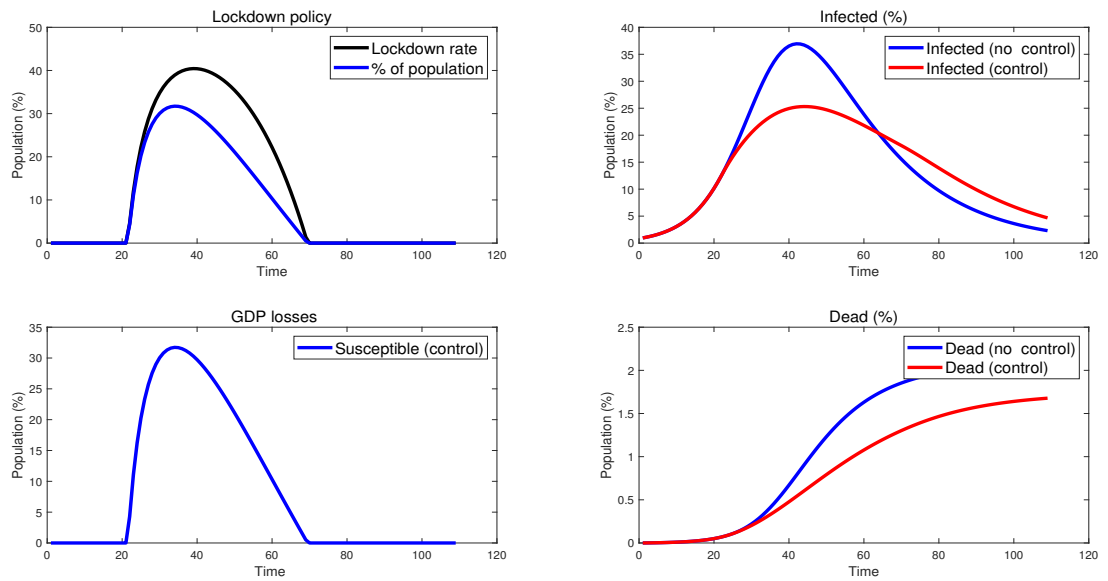 Lockdown policy
50
40
30
20
10
0
Population (%)
Lockdown rate
% of population
0 20 40 60 80 100 120
Time
Infected (%)
40
35
30
25
20
15
10
5
0
Population (%)
Infected (no control)
Infected (control)
0 20 40 60 80 100 120
Time
GDP losses
35
30
25
20
15
10
5
0
Population (%)
Susceptible (control)
0 20 40 60 80 100 120
Time
Dead (%)
2.5
2
1.5
1
0.5
0
Population (%)
Dead (no control)
Dead (control)
0 20 40 60 80 100 120
Time